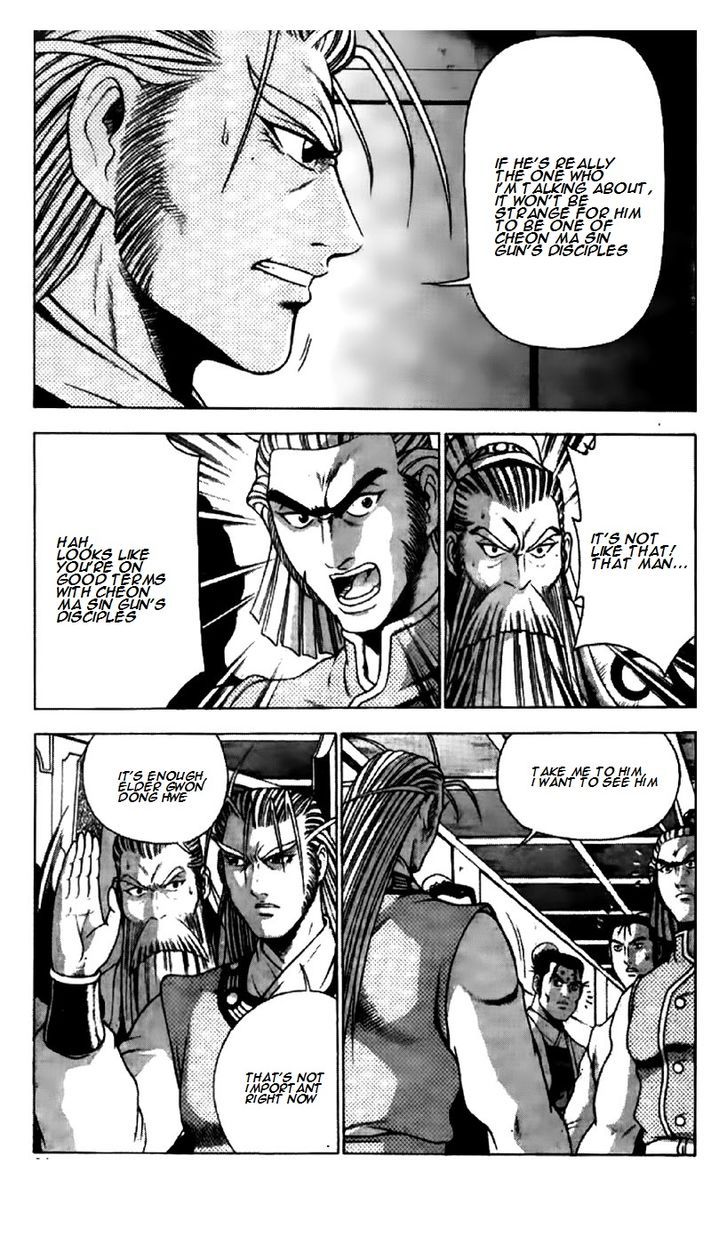 IF HE'S REALLY
THE ONE WHO
I'M TALKING ABOUT,
IT WON'T BE
STRANGE FOR HIM
TO BE ONE OF
CHEON MA SIN
GUN'S DISCIPLES
HAH,
LOOKS LIKE
YOU'RE ON
GOOD TERMS
WITH CHEON
MA SIN GUN'S
DISCIPLES
IT'S NOT
LIKE THAT!
THAT MAN...
IT'S ENOUGH,
ELDER GWON
DONG HWE
THAT'S NOT
IMPORTANT
RIGHT NOW
TAKE ME TO HIM,
I WANT TO SEE HIM